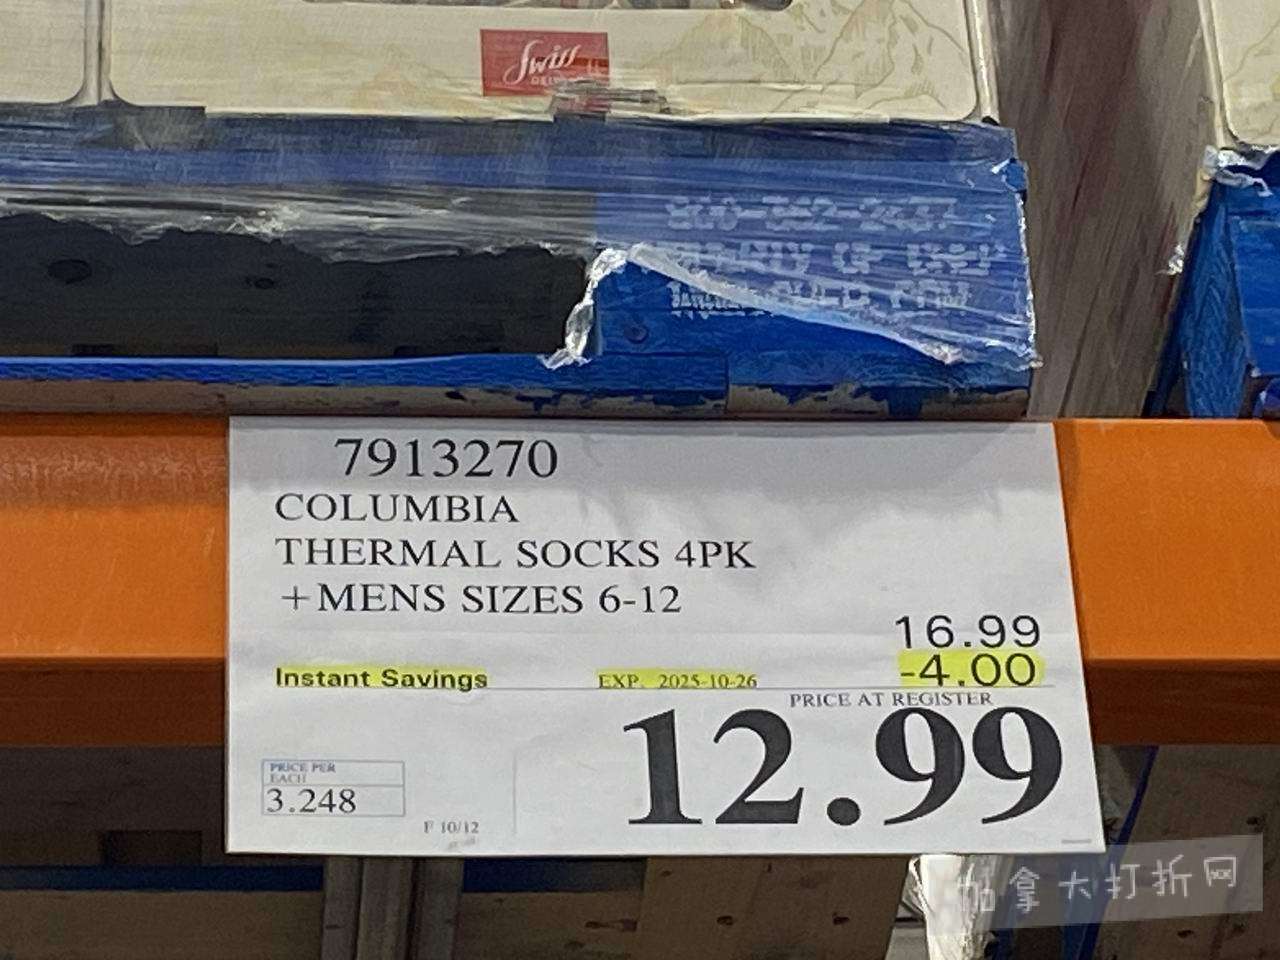 Swiss
7913270
COLUMBIA
THERMAL SOCKS 4PK
+MENS SIZES 6-12
16.99
Instant Savings EXP. 2025-10-26 -4.00
PRICE AT REGISTER
12.99
PRICE PER
EACH
3.248
F 10/12
加拿大打折网